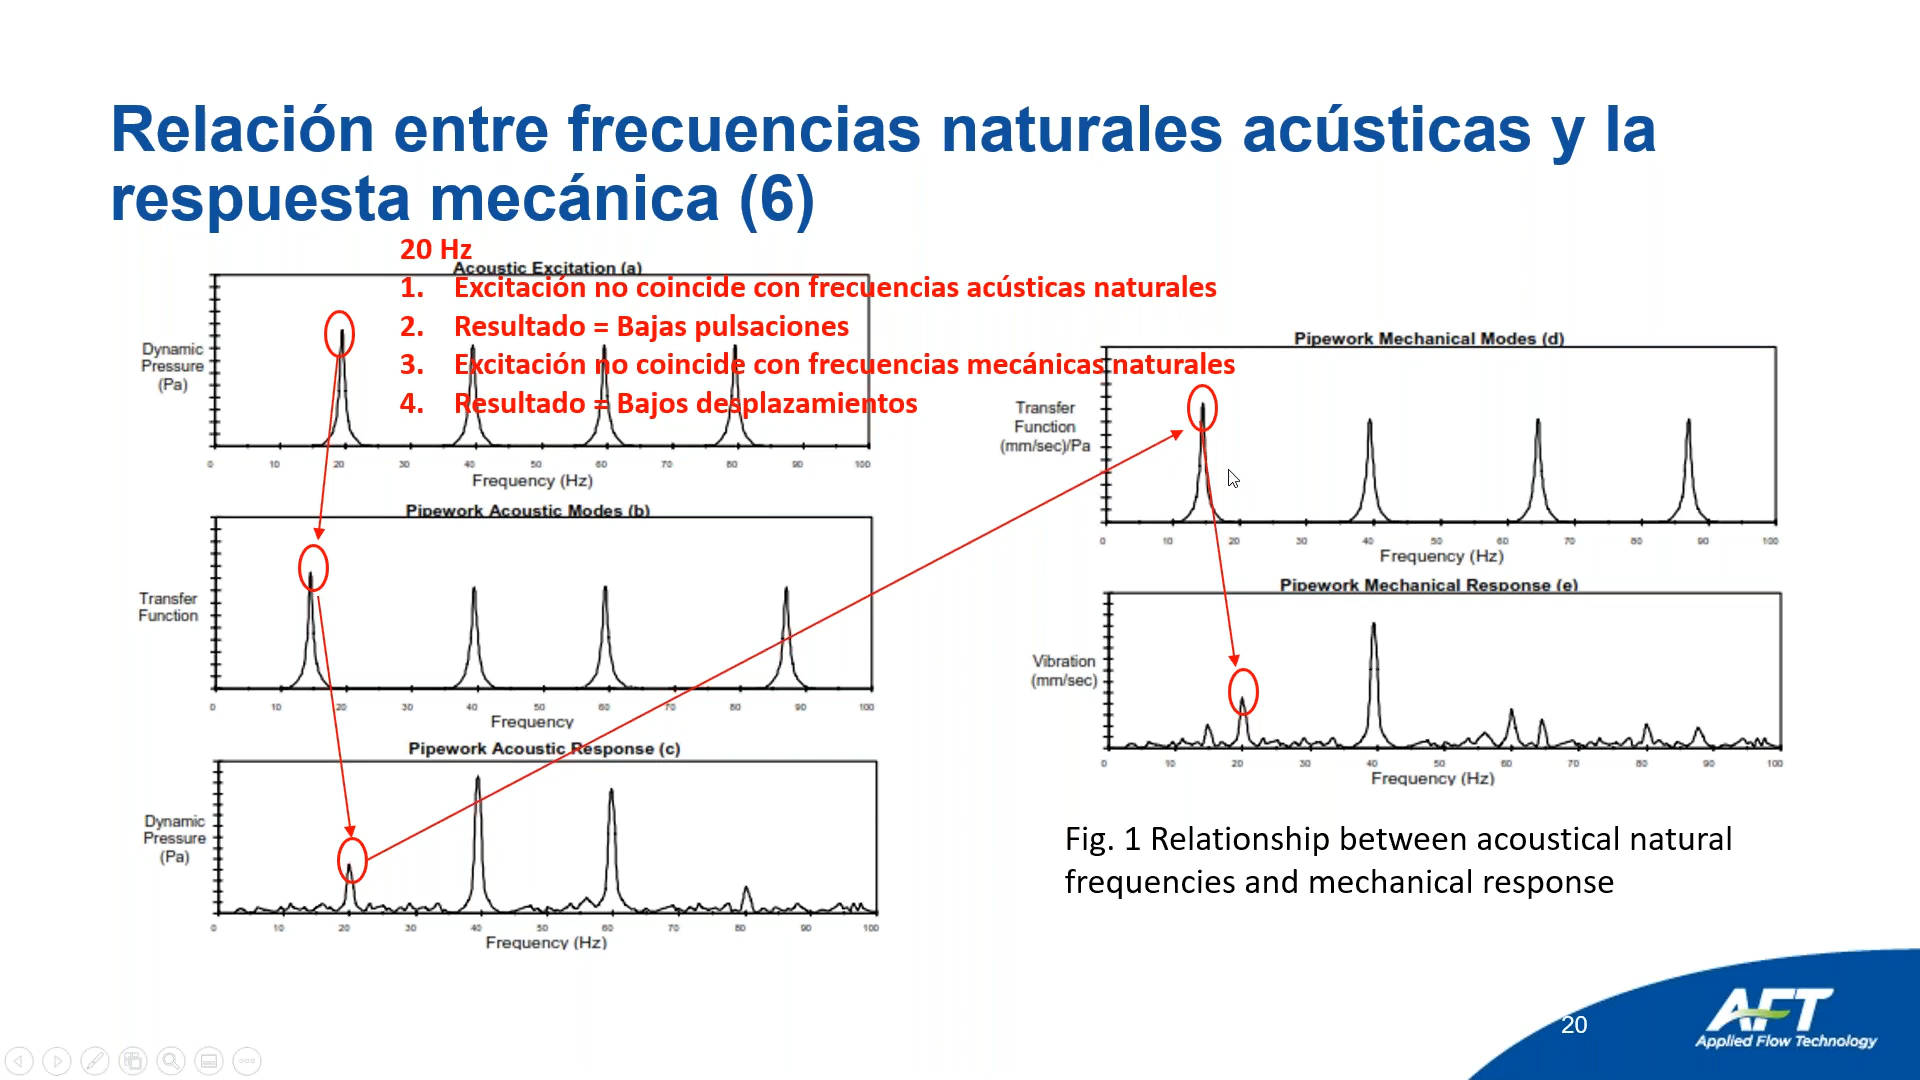 Relación entre frecuencias naturales acústicas y la
respuesta mecánica (6)
20 Hz
1. Excitación no coincide con frecuencias acústicas naturales
2. Resultado = Bajas pulsaciones
3. Excitación no coincide con frecuencias mecánicas naturales
4. Resultado = Bajos desplazamientos
Acoustic Excitation (a)
Dynamic
Pressure
(Pa)
0 10 20 30 40 50 60 70 80 90 100
Frequency (Hz)
Pipework Acoustic Modes (b)
Transfer
Function
0 10 20 30 40 50 60 70 80 90 100
Frequency
Pipework Acoustic Response (c)
Dynamic
Pressure
(Pa)
0 10 20 30 40 50 60 70 80 90 100
Frequency (Hz)
Pipework Mechanical Modes (d)
Transfer
Function
(mm/sec)/Pa
0 10 20 30 40 50 60 70 80 90 100
Frequency (Hz)
Pipework Mechanical Response (e)
Vibration
(mm/sec)
0 10 20 30 40 50 60 70 80 90 100
Frequency (Hz)
Fig. 1 Relationship between acoustical natural
frequencies and mechanical response
20
AFT
Applied Flow Technology